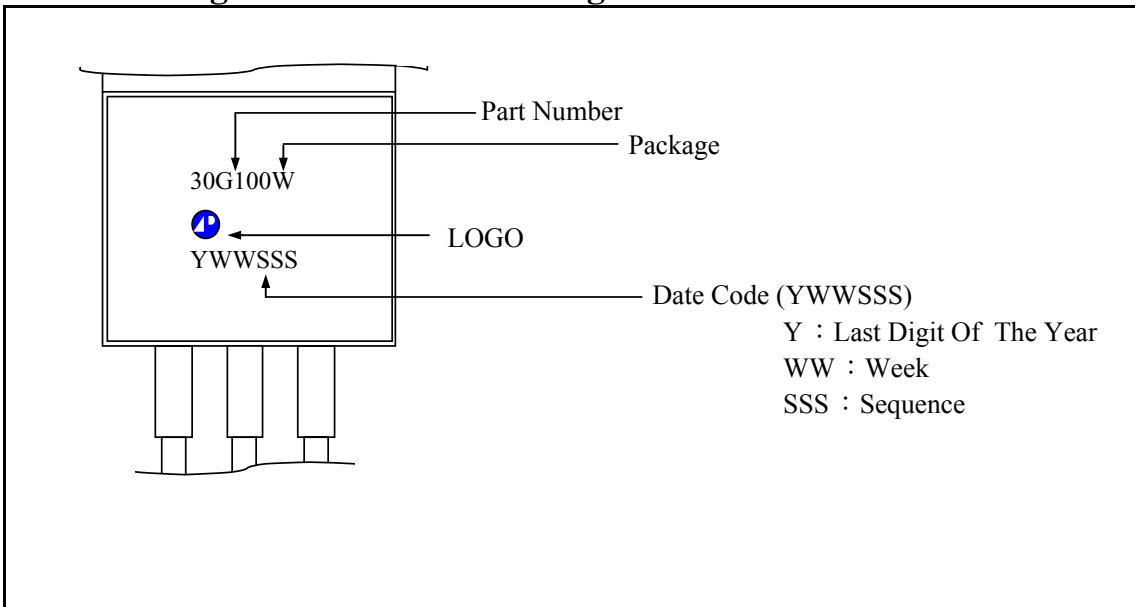 Part Number
Package
30G100W
LOGO
YWWSSS
Date Code (YWWSSS)
Y：Last Digit Of The Year
WW：Week
SSS：Sequence